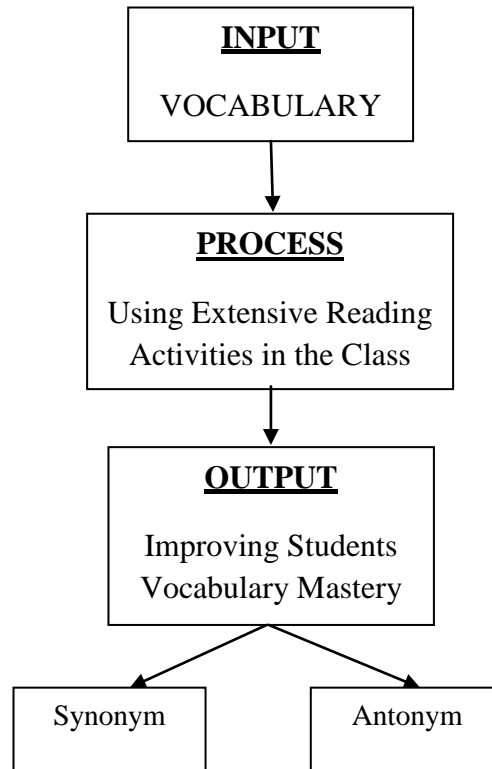 INPUT
VOCABULARY
PROCESS
Using Extensive Reading
Activities in the Class
OUTPUT
Improving Students
Vocabulary Mastery
Synonym
Antonym